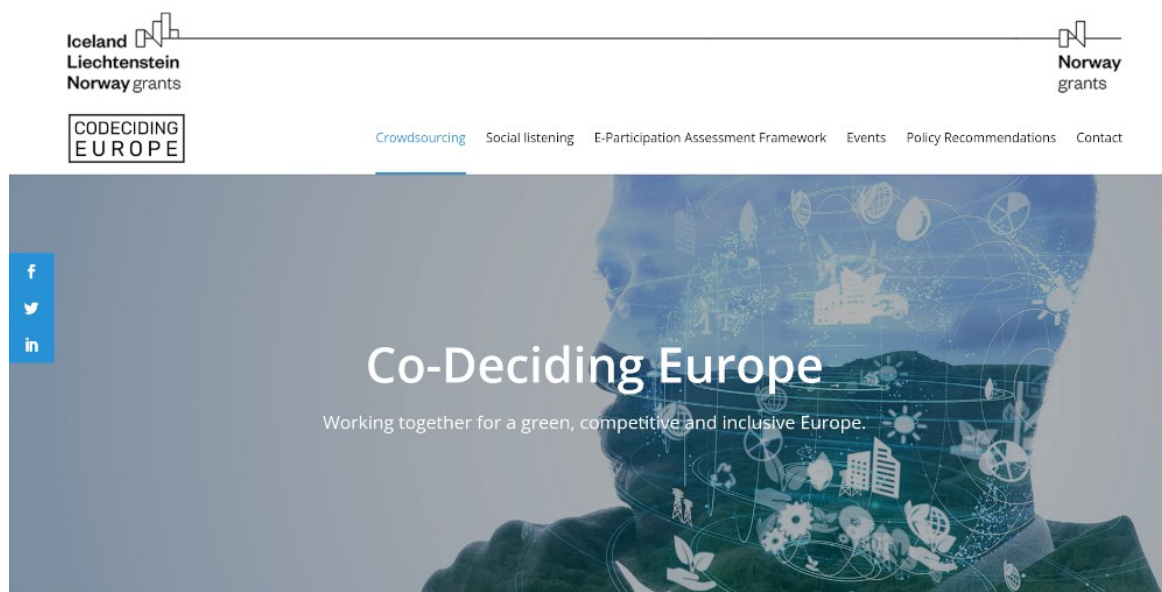 Iceland
Liechtenstein
Norway grants
Norway
grants
CODECIDING
EUROPE
Crowdsourcing Social listening E-Participation Assessment Framework Events Policy Recommendations Contact
f
in
Co-Deciding Europe
Working together for a green, competitive and inclusive Europe.